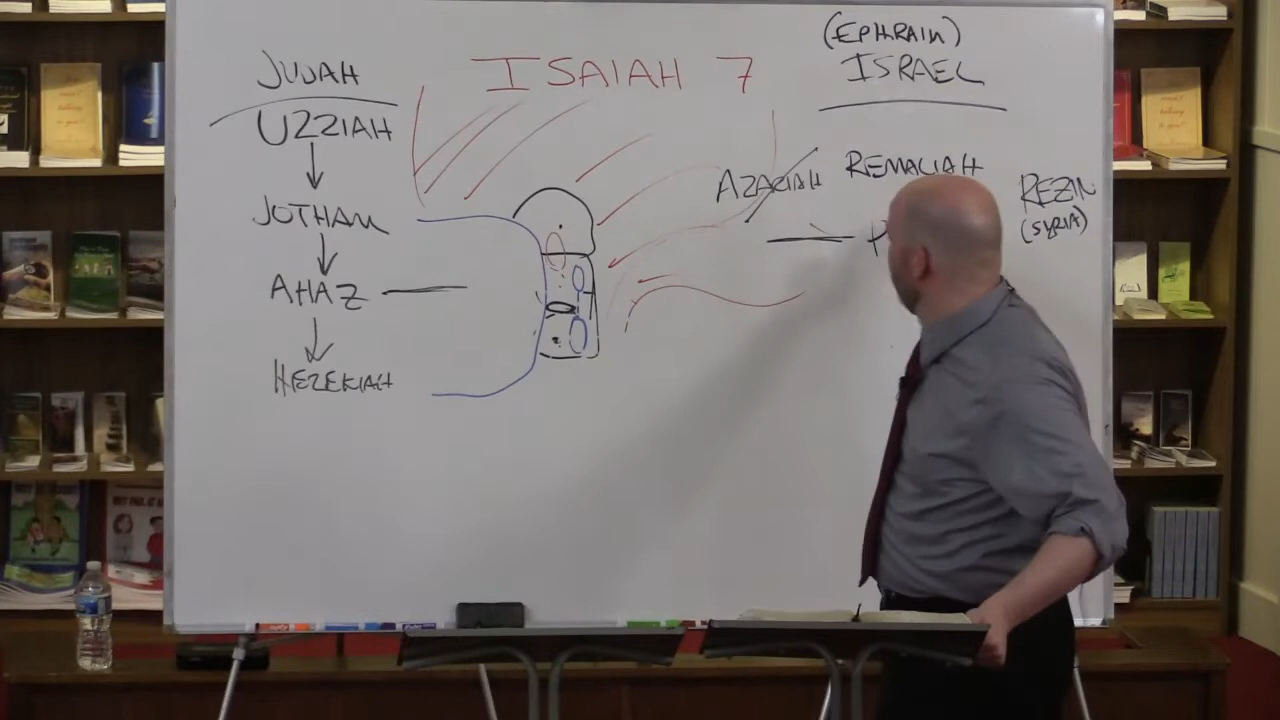 ISAIAH 7
JUDAH
UZZIAH
JOTHAM
AHAZ
HEZEKIAH
(EPHRAIM)
ISRAEL
AZARIAH
REMALIAH
REZIN
(SYRIA)